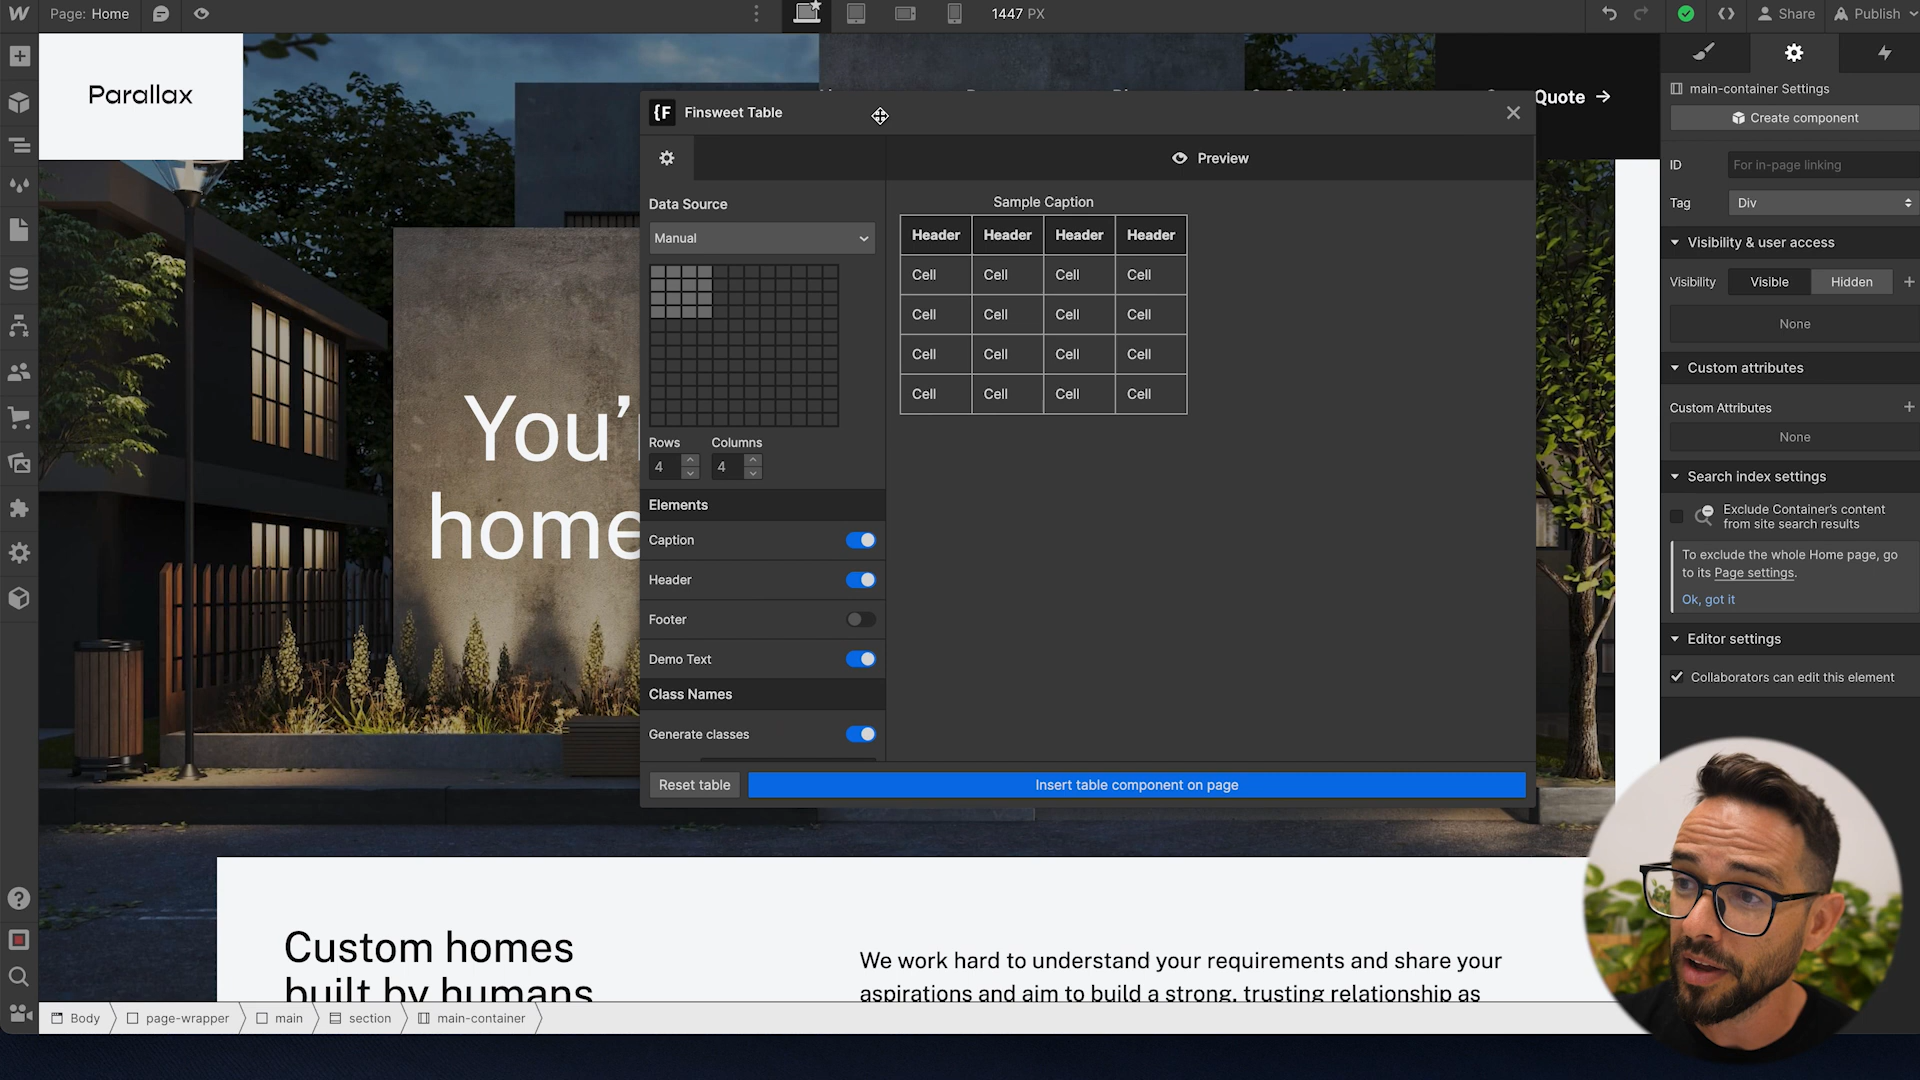 Page: Home
1447 PX
Share
Publish
Parallax
Quote →
You'
home
Custom homes
built by humans
We work hard to understand your requirements and share your
aspirations and aim to build a strong, trusting relationship as
{F Finsweet Table
Preview
Data Source
Manual
Rows
Columns
4
4
Elements
Caption
Header
Footer
Demo Text
Class Names
Generate classes
Sample Caption
Header Header Header Header
Cell Cell Cell Cell
Cell Cell Cell Cell
Cell Cell Cell Cell
Cell Cell Cell Cell
Reset table
Insert table component on page
main-container Settings
Create component
ID
For in-page linking
Tag
Div
Visibility & user access
Visibility
Visible
Hidden
None
Custom attributes
Custom Attributes
None
Search index settings
Exclude Container's content
from site search results
To exclude the whole Home page, go
to its Page settings.
Ok, got it
Editor settings
Collaborators can edit this element
Body
page-wrapper
main
section
main-container